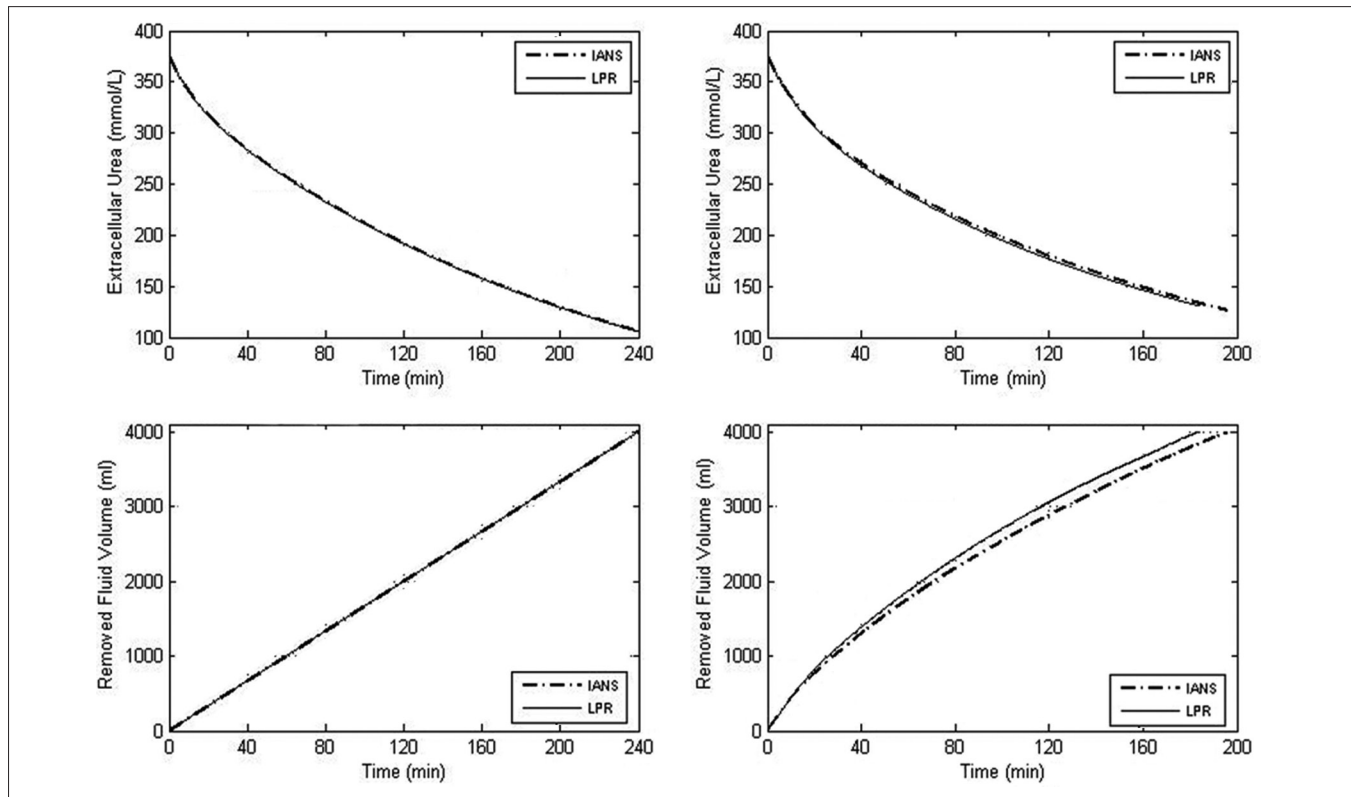 400
350
300
250
200
150
100
Extracellular Urea (mmol/L)
IANS
LPR
0 40 80 120 160 200 240
Time (min)
400
350
300
250
200
150
100
Extracellular Urea (mmol/L)
IANS
LPR
0 40 80 120 160 200
Time (min)
4000
3000
2000
1000
0
Removed Fluid Volume (ml)
IANS
LPR
0 40 80 120 160 200 240
Time (min)
4000
3000
2000
1000
0
Removed Fluid Volume (ml)
IANS
LPR
0 40 80 120 160 200
Time (min)